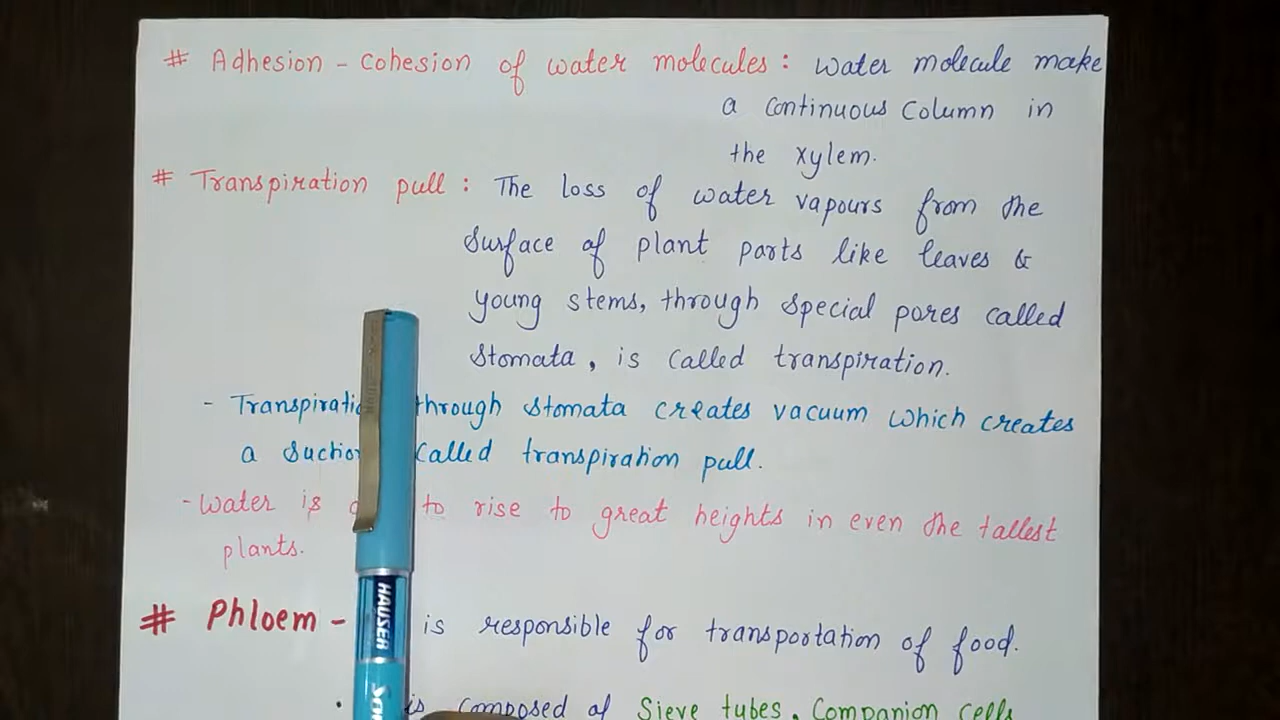 # Adhesion - Cohesion of water molecules : Water molecule make
a continuous column in
the xylem.
# Transpiration pull : The loss of water vapours from the
surface of plant parts like leaves &
young stems, through special pores called
stomata, is called transpiration.
- Transpiratio through stomata creates vacuum which creates
a suctio called transpiration pull.
- Water is to rise to great heights in even the tallest
plants.
# Phloem - is responsible for transportation of food.
. is composed of Sieve tubes, Companion cells
HAUSER